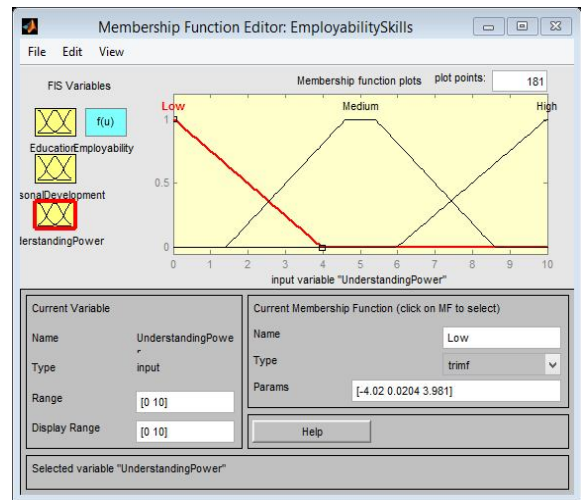 Membership Function Editor: EmployabilitySkills
File Edit View
FIS Variables
f(u)
Education
Employability
sonalDevelopment
derstandingPower
Membership function plots plot points: 181
Low Medium High
1
0.5
0
0 1 2 3 4 5 6 7 8 9 10
input variable "UnderstandingPower"
Current Variable
Name UnderstandingPowe
r
Type input
Range [0 10]
Display Range [0 10]
Current Membership Function (click on MF to select)
Name Low
Type trimf
Params [-4.02 0.0204 3.981]
Help
Selected variable "UnderstandingPower"